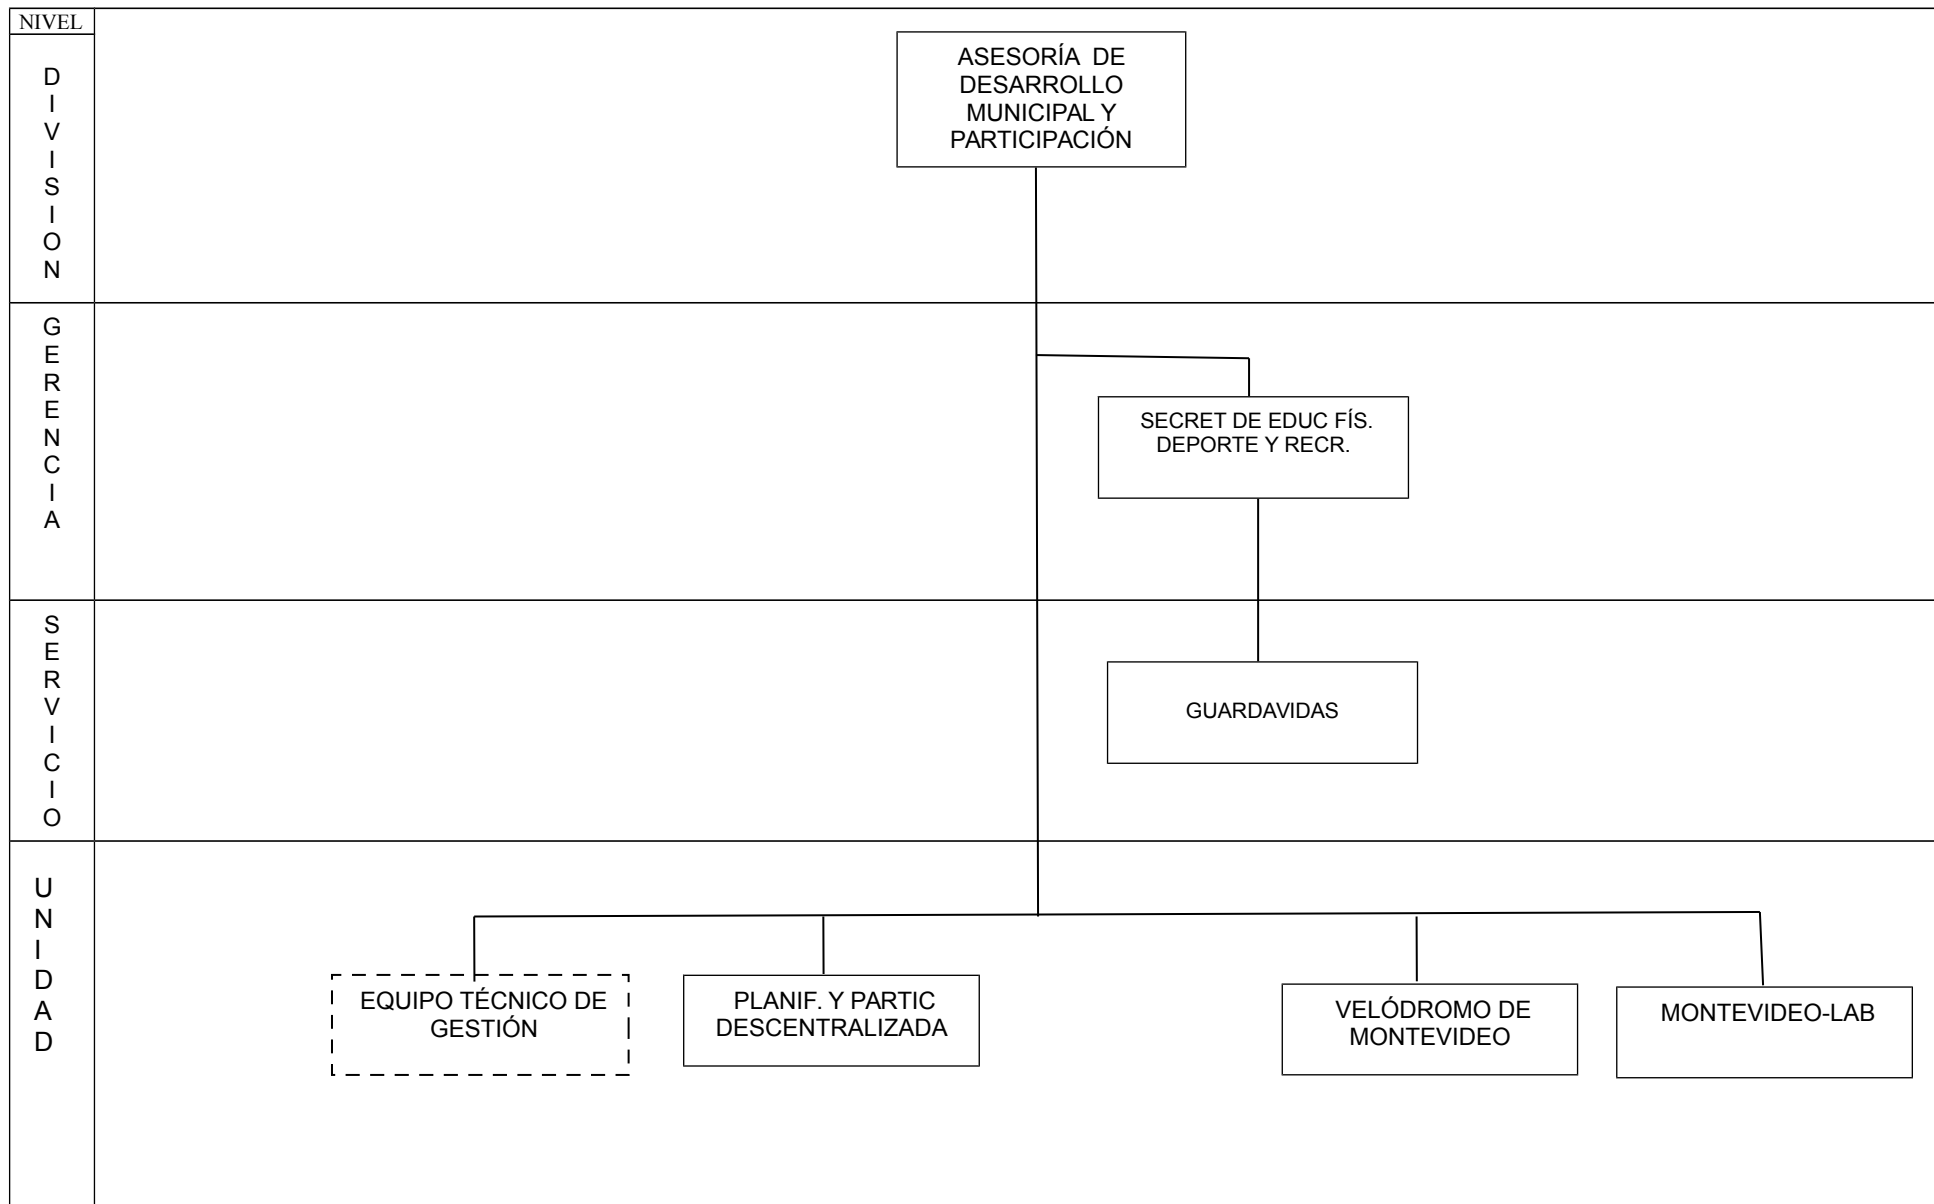 NIVEL
ASESORÍA DE
DESARROLLO
MUNICIPAL Y
PARTICIPACIÓN
D
I
V
I
S
I
O
N
G
E
R
E
N
C
I
A
SECRET DE EDUC FÍS.
DEPORTE Y RECR.
S
E
R
V
I
C
I
O
GUARDAVIDAS
U
N
I
D
A
D
EQUIPO TÉCNICO DE
GESTIÓN
PLANIF. Y PARTIC
DESCENTRALIZADA
VELÓDROMO DE
MONTEVIDEO
MONTEVIDEO-LAB